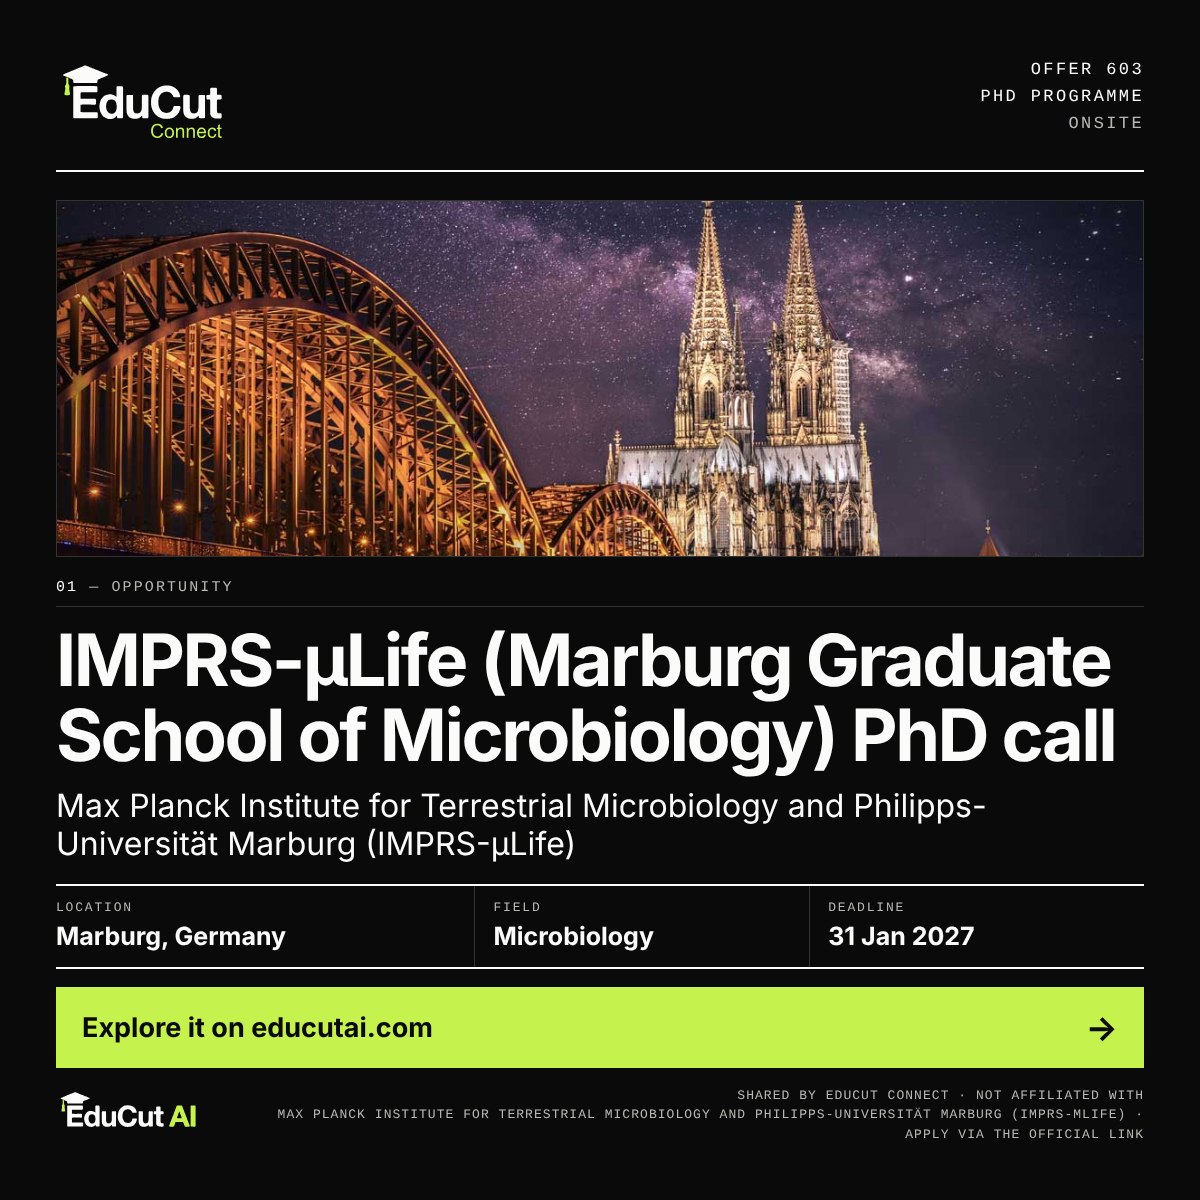 EduCut
Connect
OFFER 603
PHD PROGRAMME
ONSITE
01 — OPPORTUNITY
IMPRS-µLife (Marburg Graduate
School of Microbiology) PhD call
Max Planck Institute for Terrestrial Microbiology and Philipps-
Universität Marburg (IMPRS-µLife)
LOCATION
Marburg, Germany
FIELD
Microbiology
DEADLINE
31 Jan 2027
Explore it on educutai.com →
EduCut AI
SHARED BY EDUCUT CONNECT · NOT AFFILIATED WITH
MAX PLANCK INSTITUTE FOR TERRESTRIAL MICROBIOLOGY AND PHILIPPS-UNIVERSITÄT MARBURG (IMPRS-MLIFE) ·
APPLY VIA THE OFFICIAL LINK